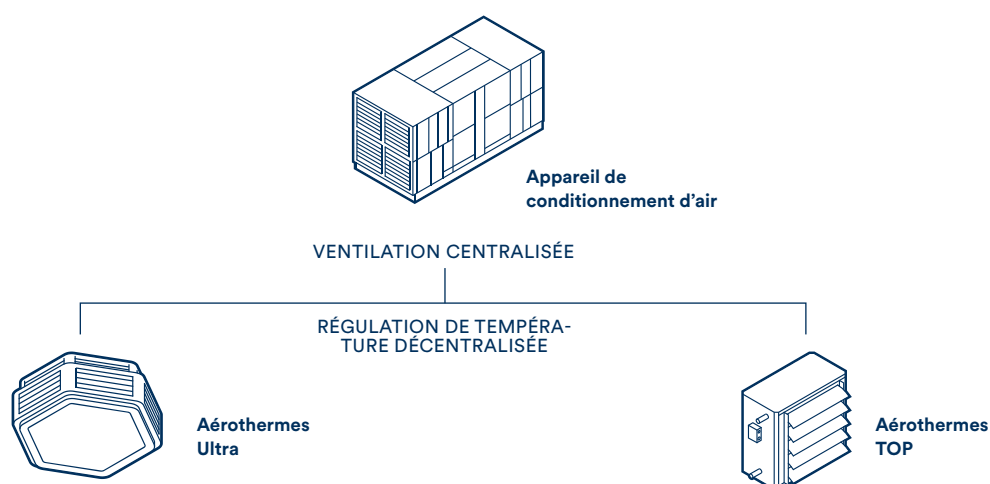 Appareil de
conditionnement d'air
VENTILATION CENTRALISÉE
RÉGULATION DE TEMPÉRA-
TURE DÉCENTRALISÉE
Aérothermes
Ultra
Aérothermes
TOP